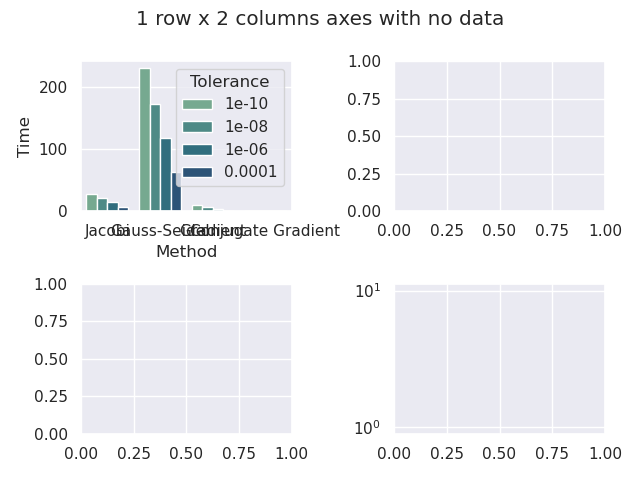 1 row x 2 columns axes with no data
Time
200
100
0
Tolerance
1e-10
1e-08
1e-06
0.0001
Jacobi
Gauss-Seidel
Gradient
Conjugate Gradient
Method
1.00
0.75
0.50
0.25
0.00
0.00 0.25 0.50 0.75 1.00
1.00
0.75
0.50
0.25
0.00
0.00 0.25 0.50 0.75 1.00
10¹
10⁰
0.00 0.25 0.50 0.75 1.00